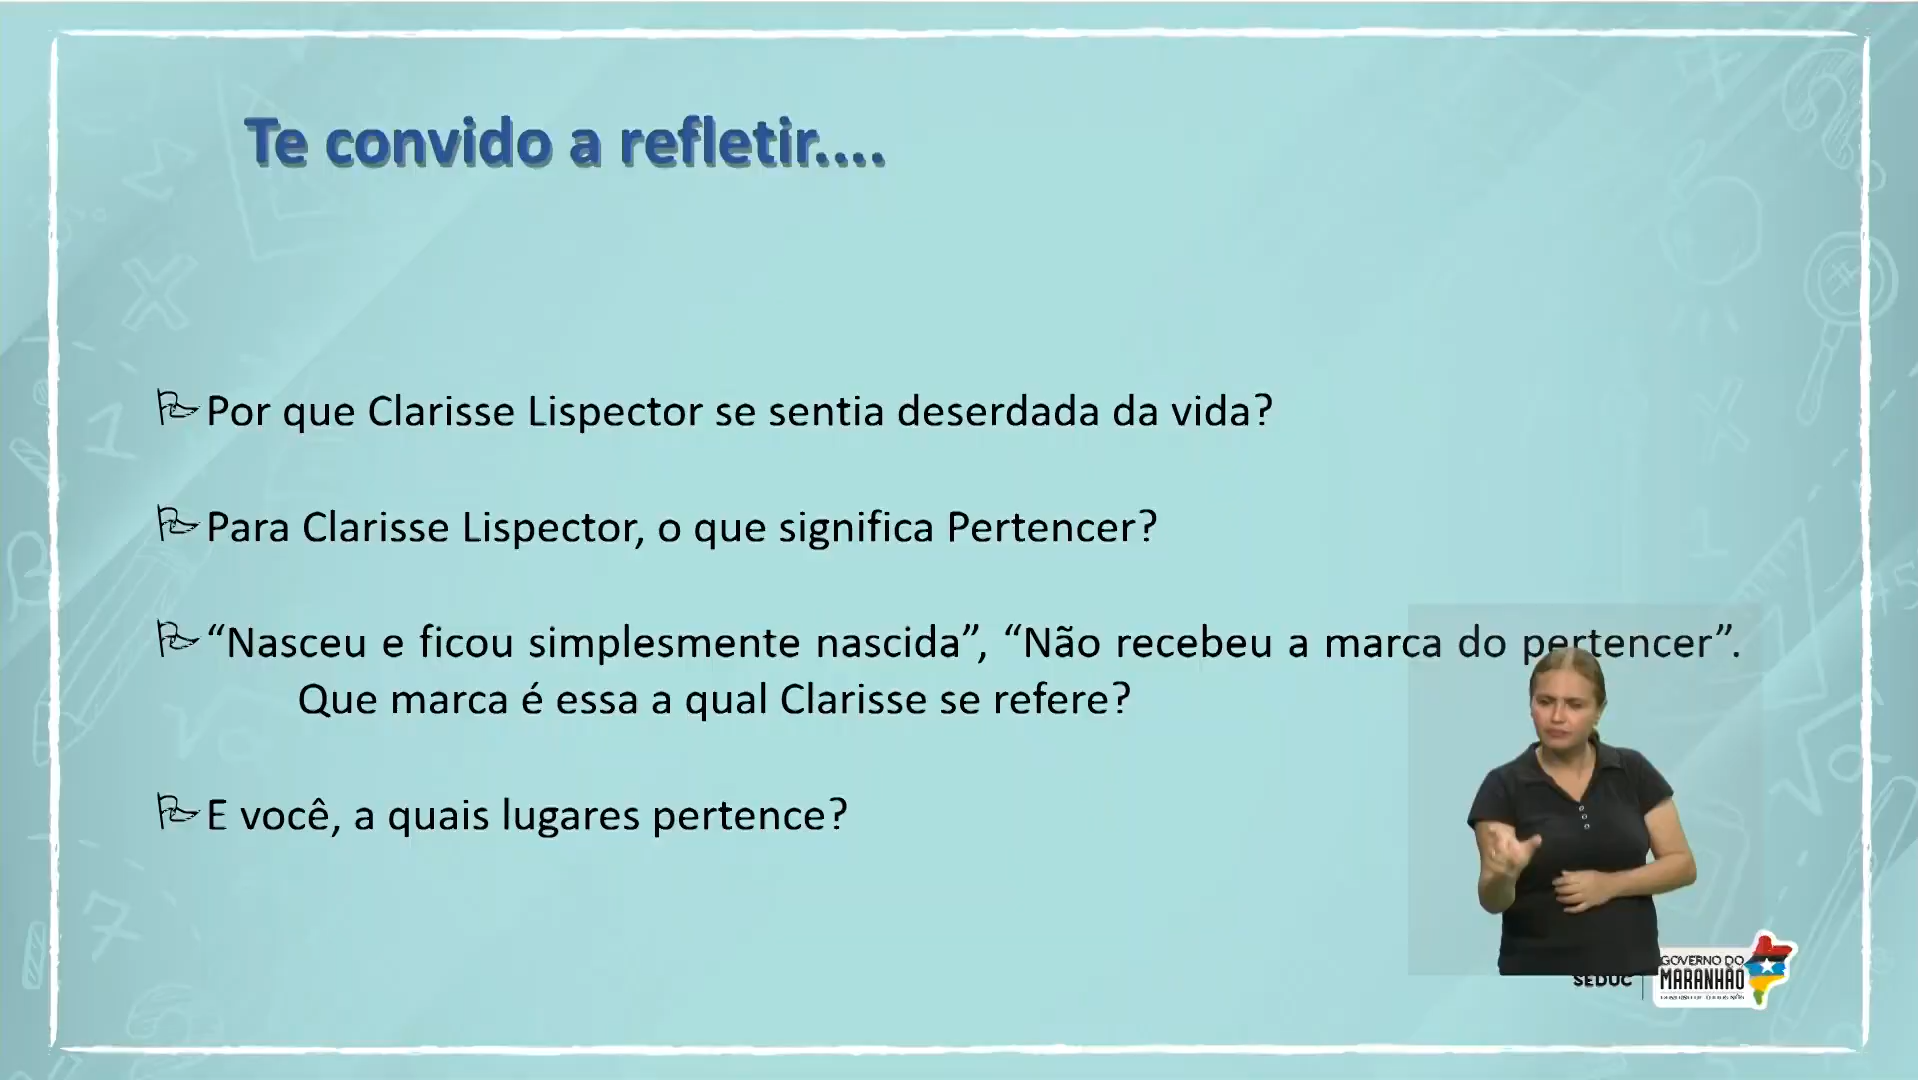 Te convido a refletir....
Por que Clarisse Lispector se sentia deserdada da vida?
Para Clarisse Lispector, o que significa Pertencer?
“Nasceu e ficou simplesmente nascida”, “Não recebeu a marca do pertencer”.
Que marca é essa a qual Clarisse se refere?
E você, a quais lugares pertence?
SEDUC
GOVERNO DO
MARANHÃO